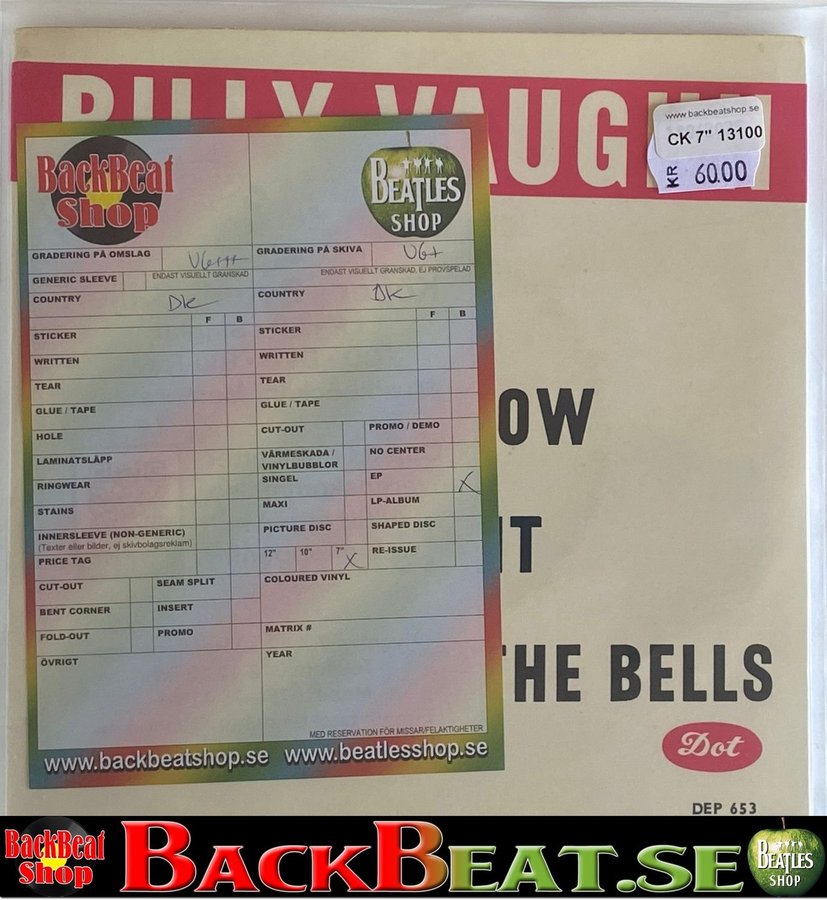 BILLY VAUGHN
www.backbeatshop.se
CK 7" 13100
KR 60.00
BackBeat
Shop
BEATLES
SHOP
GRADERING PÅ OMSLAG VG+++
GRADERING PÅ SKIVA VG+
GENERIC SLEEVE
ENDAST VISUELLT GRANSKAD
ENDAST VISUELLT GRANSKAD, EJ PROVSPELAD
COUNTRY DK
COUNTRY DK
F B
F B
STICKER
STICKER
WRITTEN
WRITTEN
TEAR
TEAR
GLUE / TAPE
GLUE / TAPE
HOLE
CUT-OUT
PROMO / DEMO
LAMINATSLÄPP
VÄRMESKADA /
VINYLBUBBLOR
NO CENTER
RINGWEAR
SINGEL
EP X
STAINS
MAXI
LP-ALBUM
INNERSLEEVE (NON-GENERIC)
(Texter eller bilder, ej skivbolagsreklam)
PICTURE DISC
SHAPED DISC
PRICE TAG
12" 10" 7" X
RE-ISSUE
CUT-OUT
SEAM SPLIT
COLOURED VINYL
BENT CORNER
INSERT
FOLD-OUT
PROMO
MATRIX #
ÖVRIGT
YEAR
MED RESERVATION FÖR MISSAR/FELAKTIGHETER
www.backbeatshop.se www.beatlesshop.se
OW
IT
THE BELLS
Dot
DEP 653
BackBeat
Shop
BACKBEAT.SE
BEATLES
SHOP